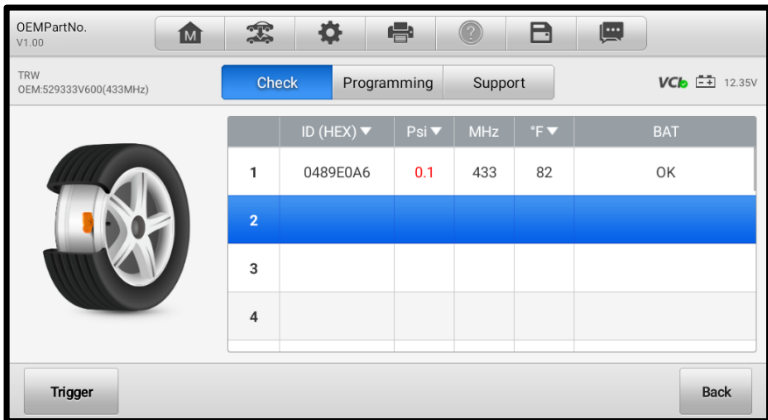 OEMPartNo.
V1.00
M
TRW
OEM:529333V600(433MHz)
Check Programming Support
VCI 12.35V
ID (HEX) ▼ Psi ▼ MHz °F ▼ BAT
1 0489E0A6 0.1 433 82 OK
2
3
4
Trigger Back